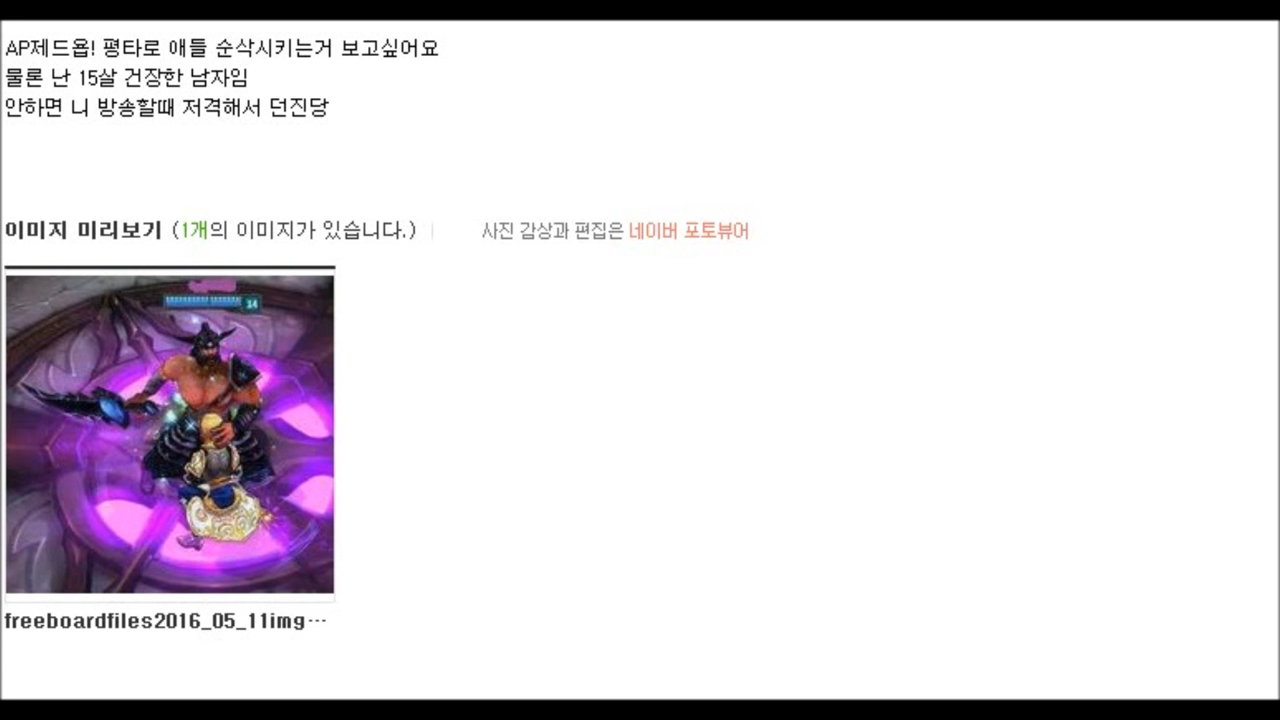 AP제드욥! 평타로 애들 순삭시키는거 보고싶어요
물론 난 15살 건장한 남자임
안하면 니 방송할때 저격해서 던진당
이미지 미리보기 (1개의 이미지가 있습니다.)
사진 감상과 편집은 네이버 포토뷰어
14
freeboardfiles2016_05_11img…